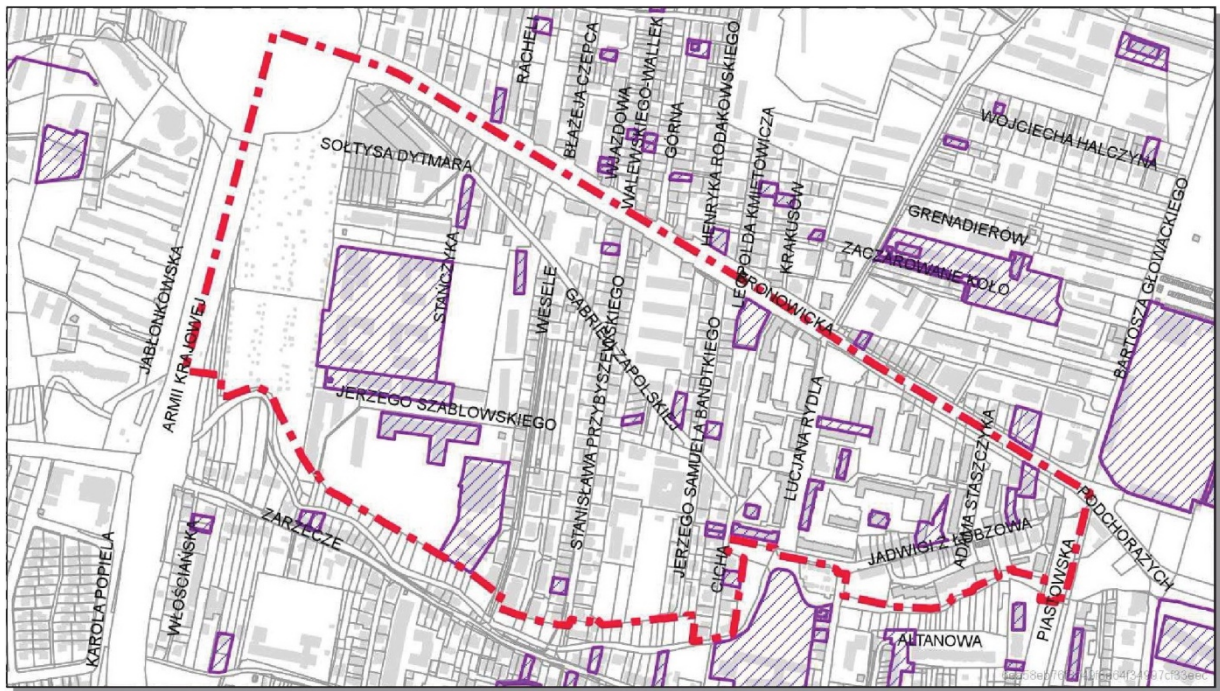 RACHELI
BŁAŻEJA CZEPCA
WJAZDOWA
WALEWSKIEGO-WALLEK
GÓRNA
HENRYKA RODAKOWSKIEGO
LEOPOLDA KMIETOWICZA
KRAKUSÓW
WOJCIECHA HALCZYNA
GRENADIERÓW
ZACZAROWANE KOŁO
BARTOSZA GŁOWACKIEGO
SOŁTYSA DYTMARA
STAŃCZYKA
WESELE
GABRIELI ZAPOLSKIEJ
BRONOWICKA
JABŁONKOWSKA
ARMII KRAJOWEJ
JERZEGO SZABLOWSKIEGO
STANISŁAWA PRZYBYSZEWSKIEGO
JERZEGO SAMUELA BANDTKIEGO
LUCJANA RYDLA
ADAMA STASZCZYKA
PODCHORĄŻYCH
JADWIGI Z ŁOBZOWA
CICHA
PIASTOWSKA
ALTANOWA
ZARZECZE
WŁOŚCIAŃSKA
KAROLA POPIELA